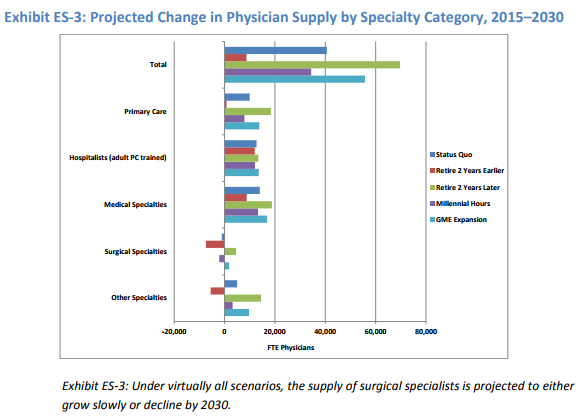 Exhibit ES-3: Projected Change in Physician Supply by Specialty Category, 2015–2030
Total
Primary Care
Hospitalists (adult PC trained)
Medical Specialties
Surgical Specialties
Other Specialties
Status Quo
Retire 2 Years Earlier
Retire 2 Years Later
Millennial Hours
GME Expansion
-20,000 0 20,000 40,000 60,000 80,000
FTE Physicians
Exhibit ES-3: Under virtually all scenarios, the supply of surgical specialists is projected to either
grow slowly or decline by 2030.